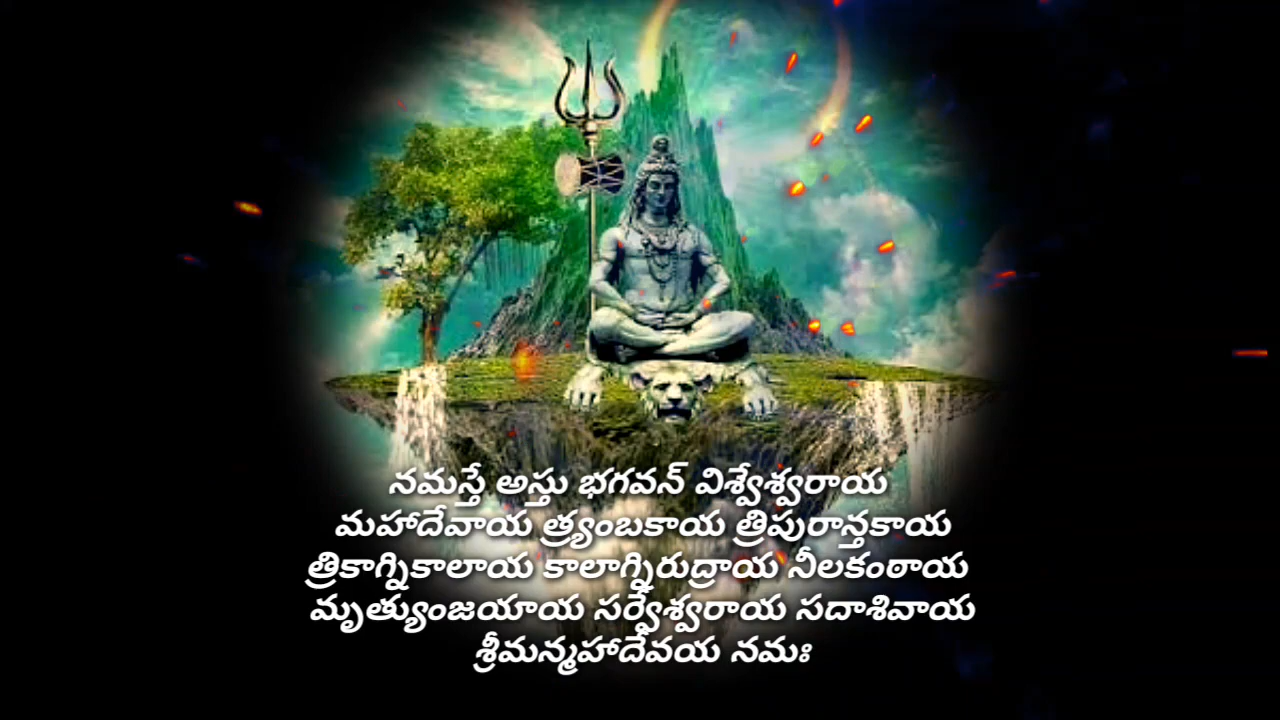 నమస్తే అస్తు భగవన్ విశ్వేశ్వరాయ
మహాదేవాయ త్ర్యంబకాయ త్రిపురాన్తకాయ
త్రికాగ్నికాలాయ కాలాగ్నిరుద్రాయ నీలకంఠాయ
మృత్యుంజయాయ సర్వేశ్వరాయ సదాశివాయ
శ్రీమన్మహాదేవయ నమః